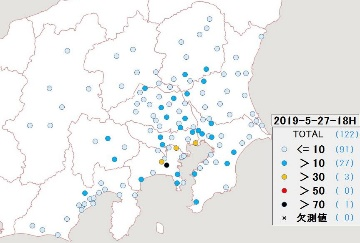 2019-5-27-18H
TOTAL (122)
<= 10 (91)
> 10 (27)
> 30 ( 3)
> 50 ( 0)
> 70 ( 1)
× 欠測値 ( 0)